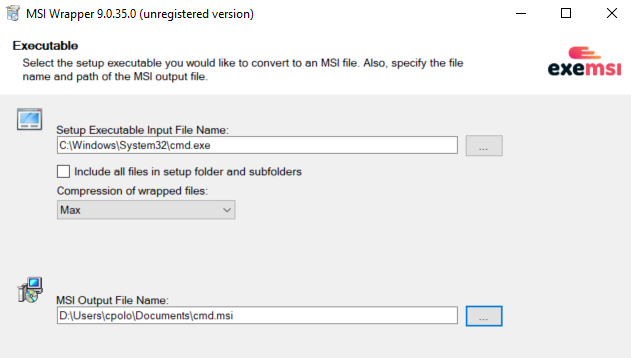 MSI Wrapper 9.0.35.0 (unregistered version)
Executable
Select the setup executable you would like to convert to an MSI file. Also, specify the file
name and path of the MSI output file.
exemsi
Setup Executable Input File Name:
C:\Windows\System32\cmd.exe
...
Include all files in setup folder and subfolders
Compression of wrapped files:
Max
MSI Output File Name:
D:\Users\cpolo\Documents\cmd.msi
...